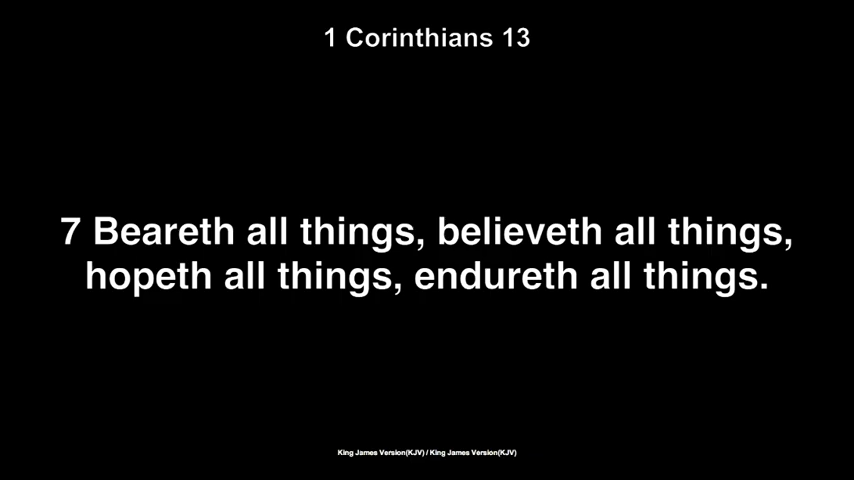 1 Corinthians 13
7 Beareth all things, believeth all things,
hopeth all things, endureth all things.
King James Version(KJV) / King James Version(KJV)